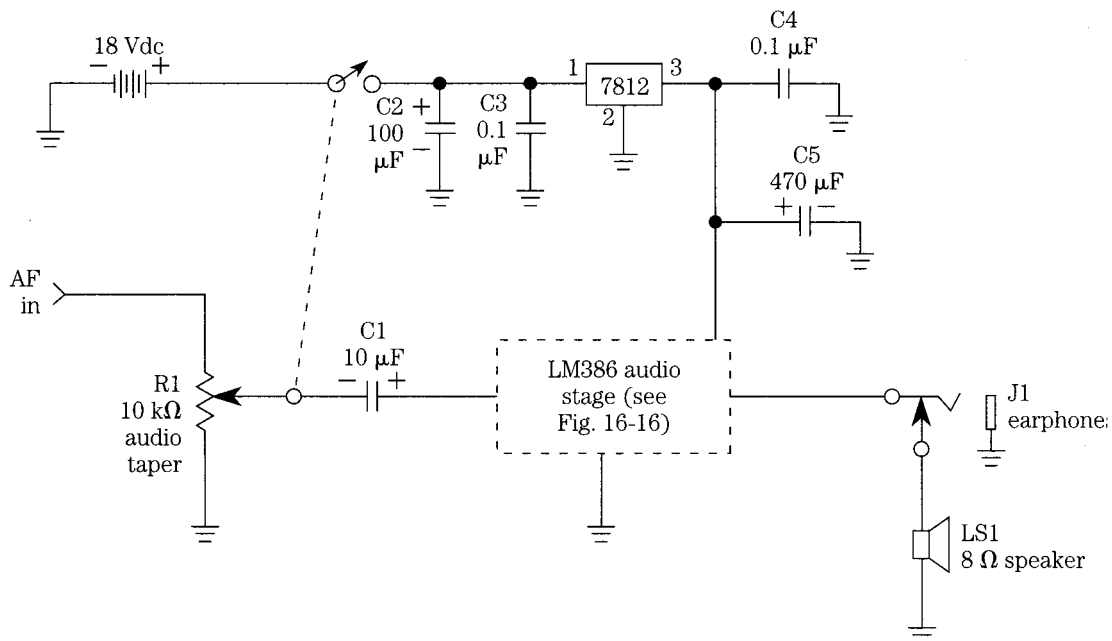 18 Vdc
− +
1
7812
3
2
C4
0.1 µF
C2 +
100
µF −
C3
0.1
µF
C5
470 µF
+ −
AF
in
C1
10 µF
− +
R1
10 kΩ
audio
taper
LM386 audio
stage (see
Fig. 16-16)
J1
earphone
LS1
8 Ω speaker